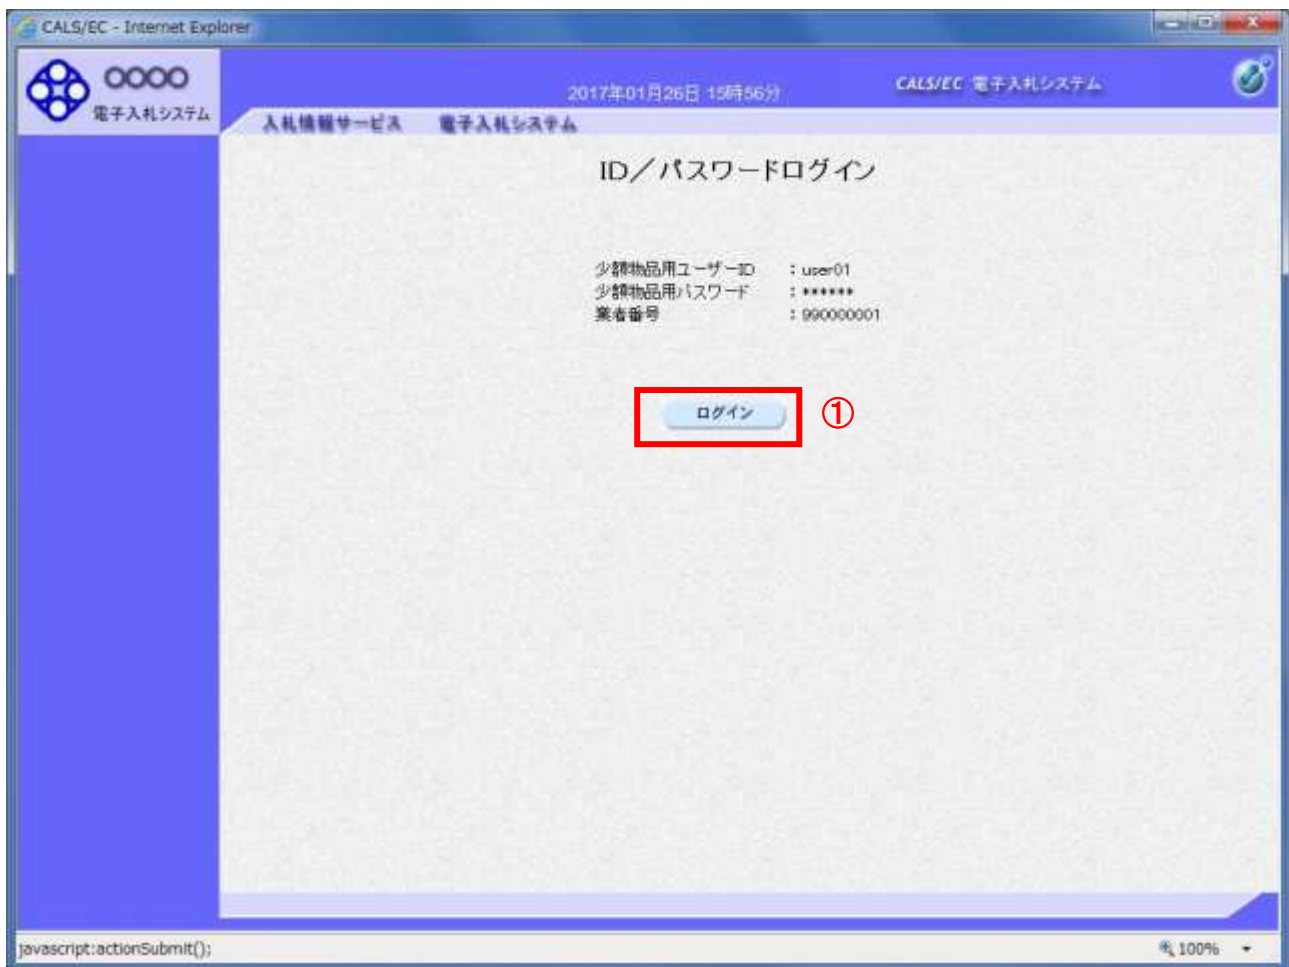 CALS/EC - Internet Explorer
○○○○
電子入札システム
2017年01月26日 15時56分
CALS/EC 電子入札システム
入札情報サービス 電子入札システム
ID/パスワードログイン
少額物品用ユーザーID :user01
少額物品用パスワード :******
業者番号 :990000001
ログイン
①
javascript:actionSubmit();
100%